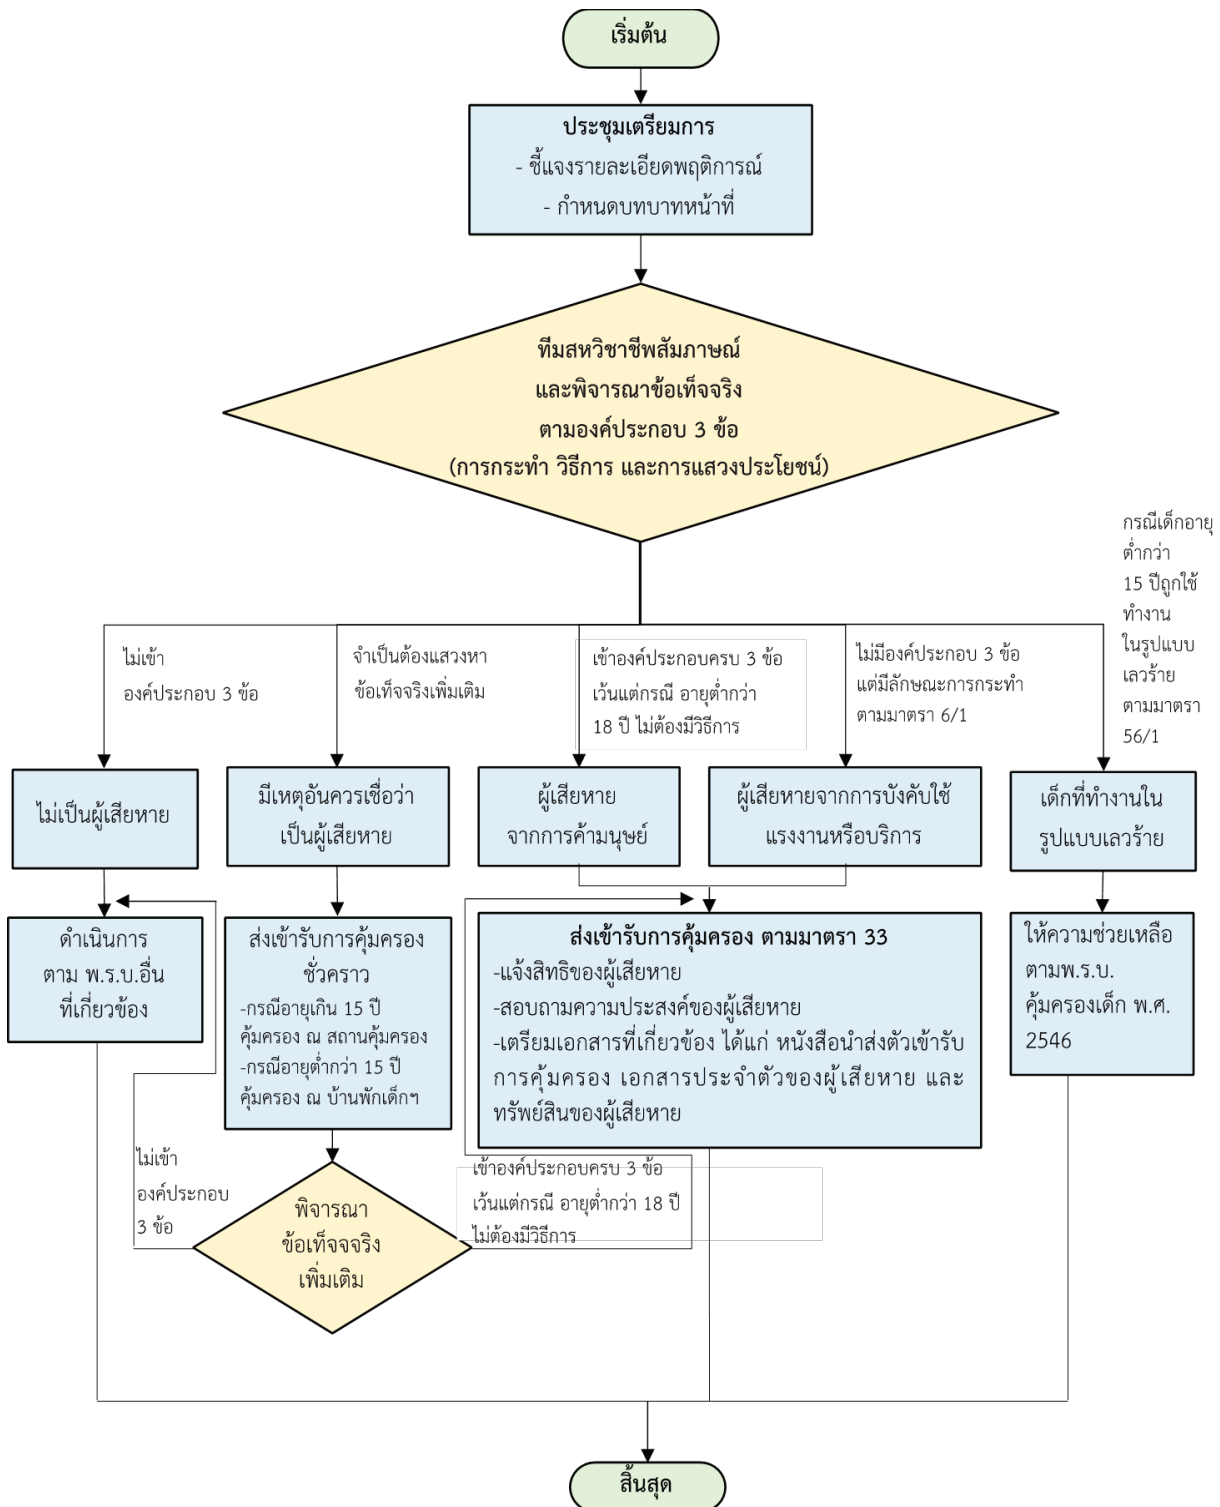 เริ่มต้น
ประชุมเตรียมการ
- ชี้แจงรายละเอียดพฤติการณ์
- กำหนดบทบาทหน้าที่
ทีมสหวิชาชีพสัมภาษณ์
และพิจารณาข้อเท็จจริง
ตามองค์ประกอบ 3 ข้อ
(การกระทำ วิธีการ และการแสวงประโยชน์)
ไม่เข้า
องค์ประกอบ 3 ข้อ
จำเป็นต้องแสวงหา
ข้อเท็จจริงเพิ่มเติม
เข้าองค์ประกอบครบ 3 ข้อ
เว้นแต่กรณี อายุต่ำกว่า
18 ปี ไม่ต้องมีวิธีการ
ไม่มีองค์ประกอบ 3 ข้อ
แต่มีลักษณะการกระทำ
ตามมาตรา 6/1
กรณีเด็กอายุ
ต่ำกว่า
15 ปีถูกใช้
ทำงาน
ในรูปแบบ
เลวร้าย
ตามมาตรา
56/1
ไม่เป็นผู้เสียหาย
มีเหตุอันควรเชื่อว่า
เป็นผู้เสียหาย
ผู้เสียหาย
จากการค้ามนุษย์
ผู้เสียหายจากการบังคับใช้
แรงงานหรือบริการ
เด็กที่ทำงานใน
รูปแบบเลวร้าย
ดำเนินการ
ตาม พ.ร.บ.อื่น
ที่เกี่ยวข้อง
ส่งเข้ารับการคุ้มครอง
ชั่วคราว
-กรณีอายุเกิน 15 ปี
คุ้มครอง ณ สถานคุ้มครอง
-กรณีอายุต่ำกว่า 15 ปี
คุ้มครอง ณ บ้านพักเด็กฯ
ส่งเข้ารับการคุ้มครอง ตามมาตรา 33
-แจ้งสิทธิของผู้เสียหาย
-สอบถามความประสงค์ของผู้เสียหาย
-เตรียมเอกสารที่เกี่ยวข้อง ได้แก่ หนังสือนำส่งตัวเข้ารับ
การคุ้มครอง เอกสารประจำตัวของผู้เสียหาย และ
ทรัพย์สินของผู้เสียหาย
ให้ความช่วยเหลือ
ตามพ.ร.บ.
คุ้มครองเด็ก พ.ศ.
2546
ไม่เข้า
องค์ประกอบ
3 ข้อ
พิจารณา
ข้อเท็จจจริง
เพิ่มเติม
เข้าองค์ประกอบครบ 3 ข้อ
เว้นแต่กรณี อายุต่ำกว่า 18 ปี
ไม่ต้องมีวิธีการ
สิ้นสุด